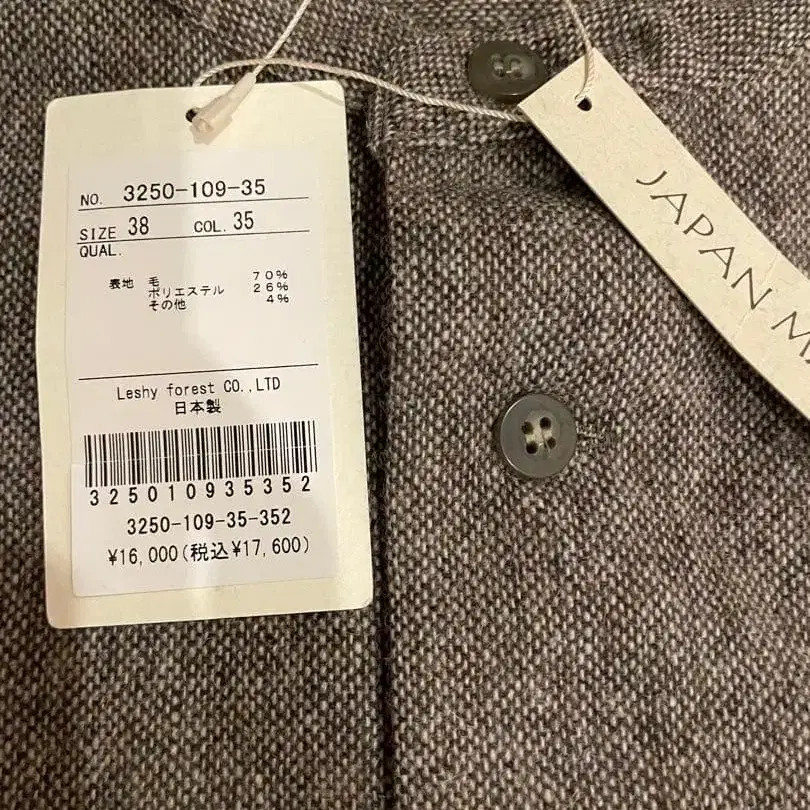 NO. 3250-109-35
SIZE 38 COL. 35
QUAL.
表地 毛 70%
ポリエステル 26%
その他 4%
Leshy forest CO.,LTD
日本製
325010935352
3250-109-35-352
¥16,000(税込¥17,600)
JAPAN M